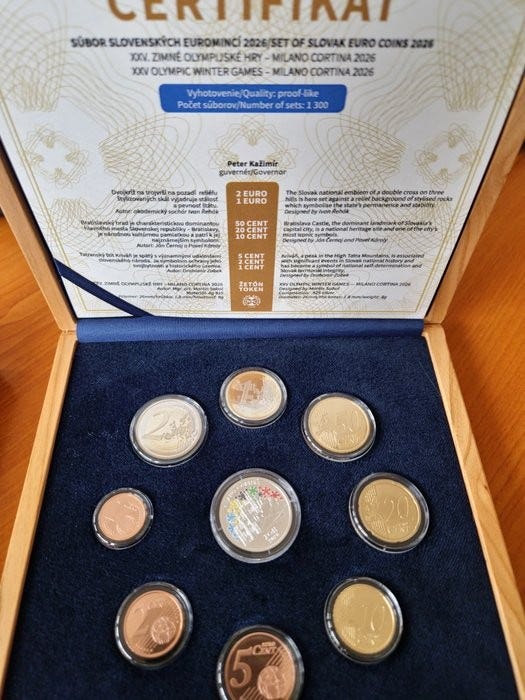 CERTIFIKÁT
SÚBOR SLOVENSKÝCH EUROMINCÍ 2026/SET OF SLOVAK EURO COINS 2026
XXV. ZIMNÉ OLYMPIJSKÉ HRY – MILANO CORTINA 2026
XXV OLYMPIC WINTER GAMES – MILANO CORTINA 2026
Vyhotovenie/Quality: proof-like
Počet súborov/Number of sets: 1 300
Peter Kažimír
guvernér/Governor
Dvojkríž na trojvrší na pozadí reliéfu
štylizovaných skál vyjadruje stálosť
a pevnosť štátu.
Autor: akademický sochár Ivan Řehák
2 EURO
1 EURO
The Slovak national emblem of a double cross on three
hills is here set against a relief background of stylised rocks
which symbolise the state's permanence and stability.
Designed by Ivan Řehák
Bratislavský hrad je charakteristickou dominantou
hlavného mesta Slovenskej republiky – Bratislavy,
je národnou kultúrnou pamiatkou a patrí k jej
najznámejším symbolom.
Autori: Ján Černaj a Pavel Károly
50 CENT
20 CENT
10 CENT
Bratislava Castle, the dominant landmark of Slovakia's
capital city, is a national heritage site and one of the city's
most iconic symbols.
Designed by Ján Černaj and Pavel Károly
Tatranský štít Kriváň je spätý s významnými udalosťami
slovenského národa. Je symbolom
Autor: Drahomír Zobek
5 CENT
2 CENT
1 CENT
Kriváň, a peak in the High Tatra Mountains, is associated
with significant events in Slovak national history and
has become a symbol of national self-determination and
Slovak territorial integrity.
Designed by Drahomír Zobek
ZIMNÉ OLYMPIJSKÉ HRY – MILANO CORTINA 2026
ŽETÓN
TOKEN
XXV OLYMPIC WINTER GAMES – MILANO CORTINA 2026
2
50
CENT
20
CENT
10
2
5
EURO
CENT